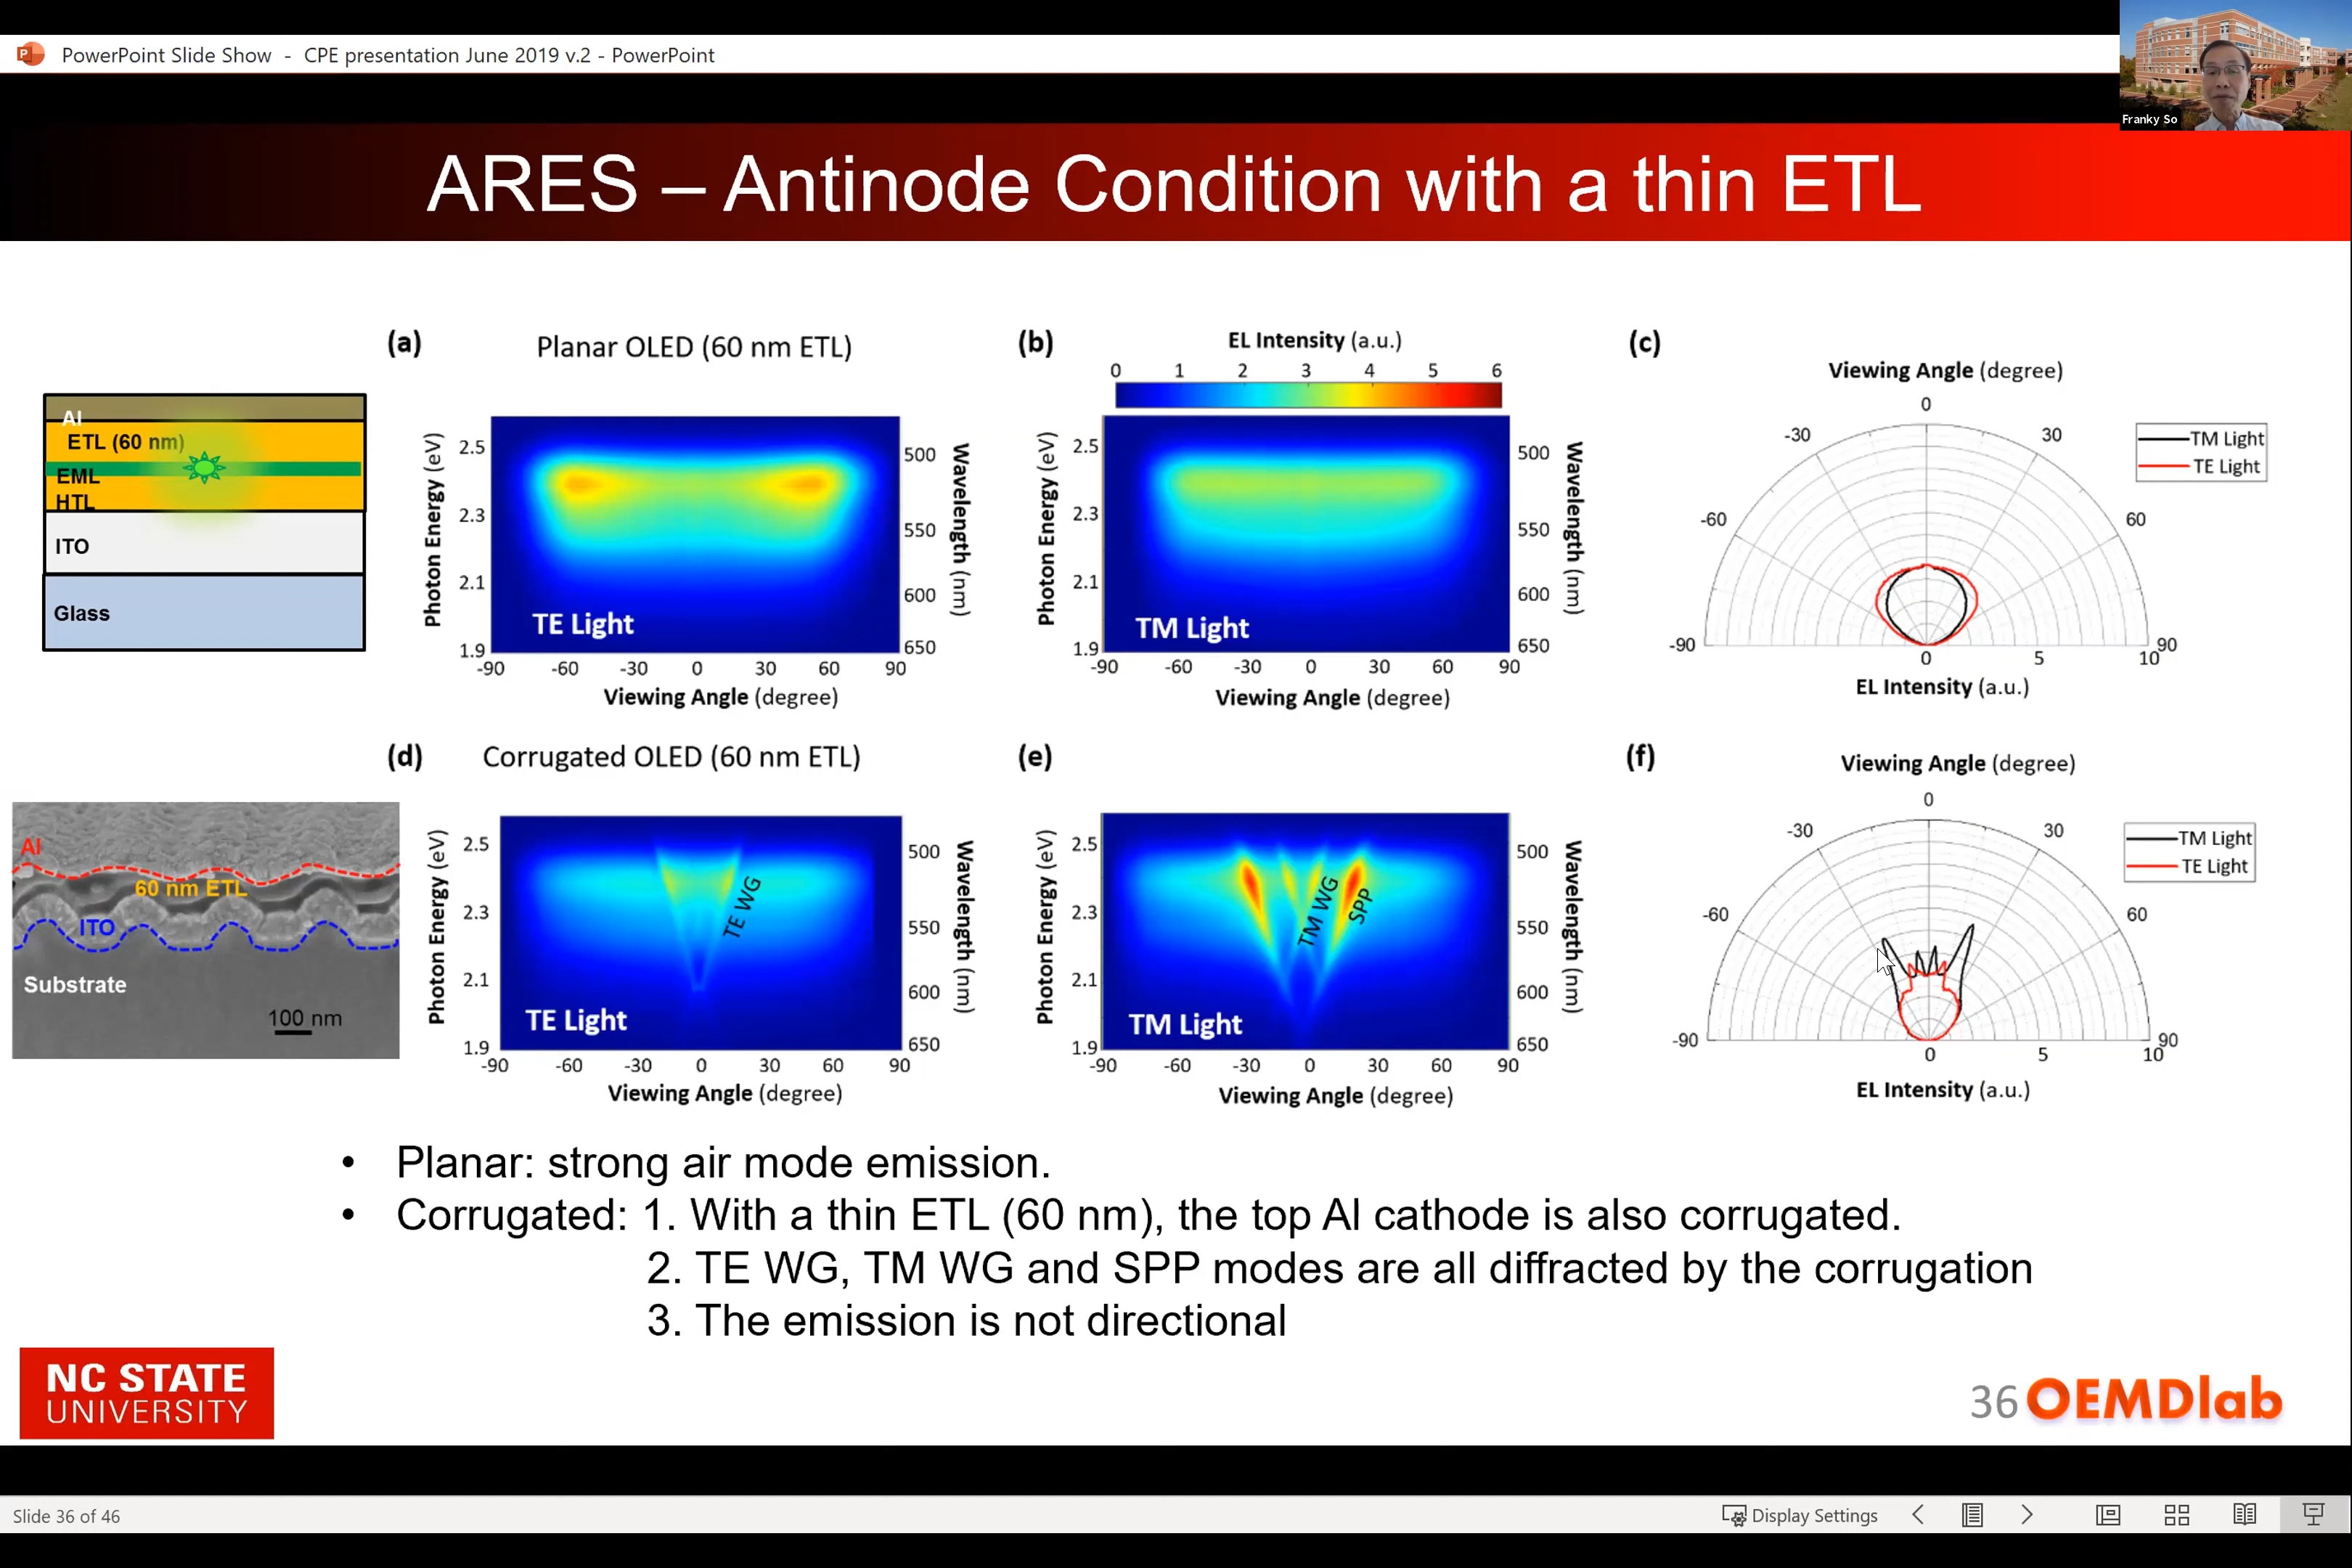 PowerPoint Slide Show - CPE presentation June 2019 v.2 - PowerPoint
Franky So
ARES – Antinode Condition with a thin ETL
Al
ETL (60 nm)
EML
HTL
ITO
Glass
(a)
Planar OLED (60 nm ETL)
Photon Energy (eV)
2.5
2.3
2.1
1.9
TE Light
500
550
600
650
Wavelength (nm)
-90 -60 -30 0 30 60 90
Viewing Angle (degree)
(b)
EL Intensity (a.u.)
0 1 2 3 4 5 6
Photon Energy (eV)
2.5
2.3
2.1
1.9
TM Light
500
550
600
650
Wavelength (nm)
-90 -60 -30 0 30 60 90
Viewing Angle (degree)
(c)
Viewing Angle (degree)
0
-30 30
-60 60
-90 90
0 5 10
EL Intensity (a.u.)
TM Light
TE Light
Al
60 nm ETL
ITO
Substrate
100 nm
(d)
Corrugated OLED (60 nm ETL)
Photon Energy (eV)
2.5
2.3
2.1
1.9
TE WG
TE Light
500
550
600
650
Wavelength (nm)
-90 -60 -30 0 30 60 90
Viewing Angle (degree)
(e)
Photon Energy (eV)
2.5
2.3
2.1
1.9
TM WG
SPP
TM Light
500
550
600
650
Wavelength (nm)
-90 -60 -30 0 30 60 90
Viewing Angle (degree)
(f)
Viewing Angle (degree)
0
-30 30
-60 60
-90 90
0 5 10
EL Intensity (a.u.)
TM Light
TE Light
• Planar: strong air mode emission.
• Corrugated: 1. With a thin ETL (60 nm), the top Al cathode is also corrugated.
2. TE WG, TM WG and SPP modes are all diffracted by the corrugation
3. The emission is not directional
NC STATE
UNIVERSITY
36 OEMDlab
Slide 36 of 46
Display Settings